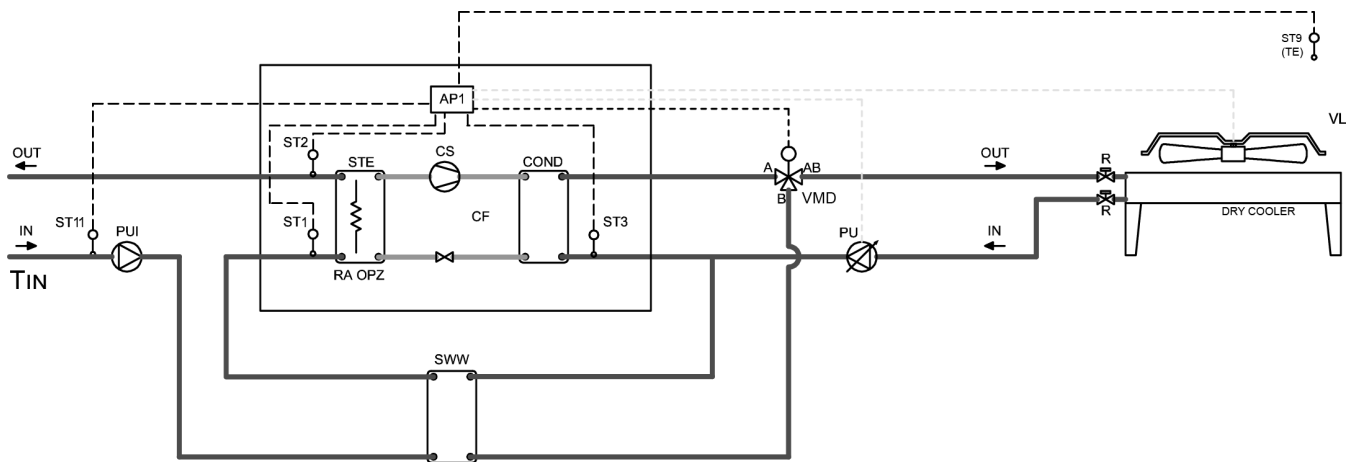 ST9
(TE)
AP1
VL
ST2
CS
OUT
STE
COND
OUT
R
A
AB
B
VMD
ST11
ST1
CF
ST3
R
DRY COOLER
IN
PUI
PU
IN
TIN
RA OPZ
SWW